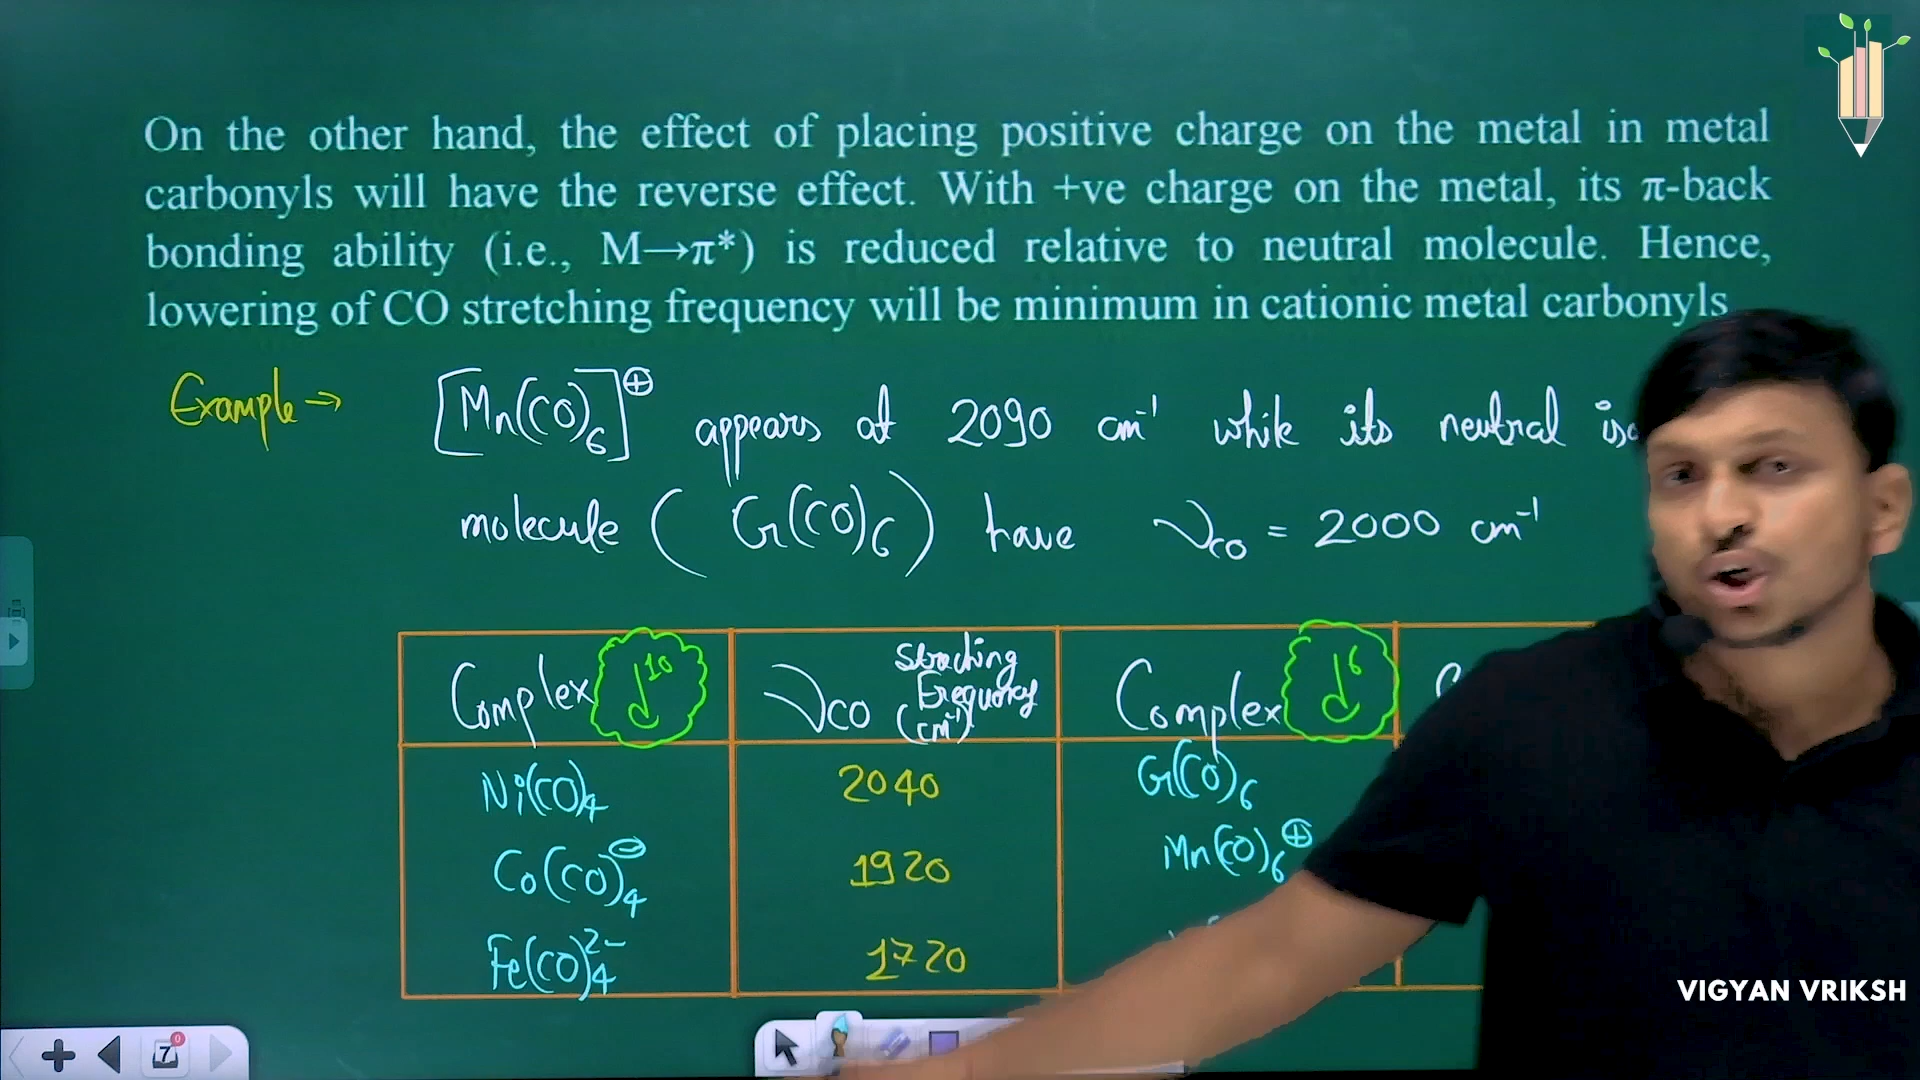 On the other hand, the effect of placing positive charge on the metal in metal
carbonyls will have the reverse effect. With +ve charge on the metal, its π-back
bonding ability (i.e., M→π*) is reduced relative to neutral molecule. Hence,
lowering of CO stretching frequency will be minimum in cationic metal carbonyls
Example → [Mn(CO)₆]⊕ appears at 2090 cm⁻¹ while its neutral
molecule (Cr(CO)₆) have νco = 2000 cm⁻¹
Complex d¹⁰ νCO Streching Frequency (cm⁻¹) Complex d⁶
Ni(CO)₄ 2040 Cr(CO)₆
Co(CO)₄⊖ 1920 Mn(CO)₆⊕
Fe(CO)₄²⁻ 1720
VIGYAN VRIKSH
7
0